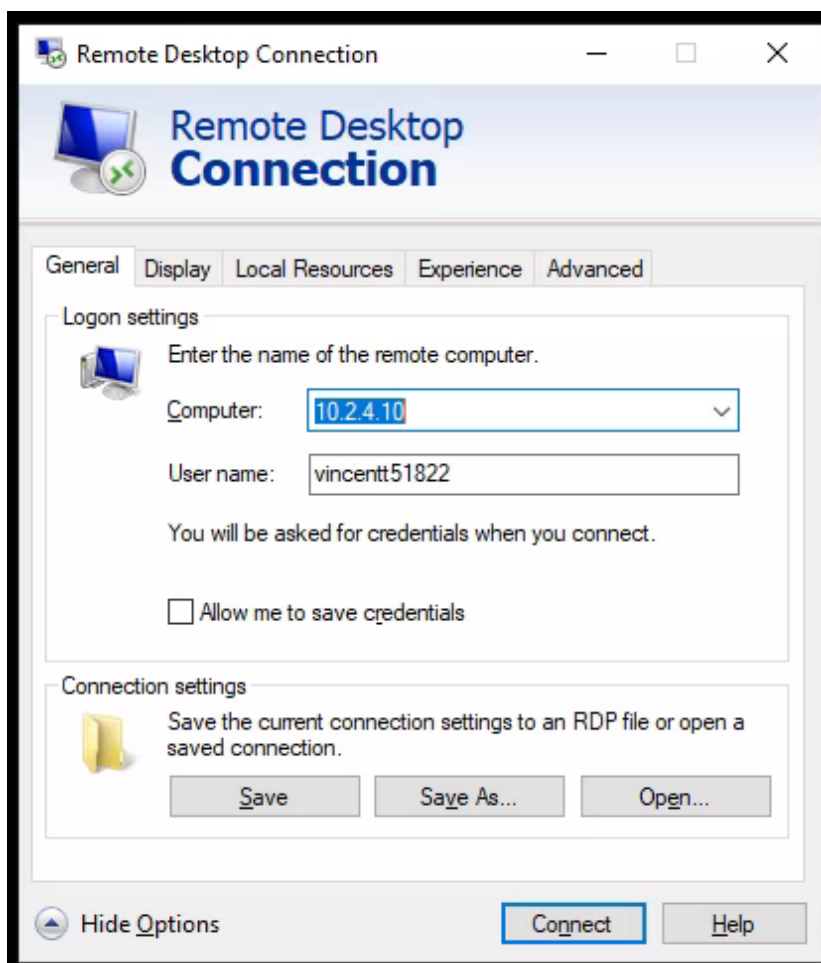 Remote Desktop Connection
Remote Desktop
Connection
General Display Local Resources Experience Advanced
Logon settings
Enter the name of the remote computer.
Computer: 10.2.4.10
User name: vincentt51822
You will be asked for credentials when you connect.
Allow me to save credentials
Connection settings
Save the current connection settings to an RDP file or open a
saved connection.
Save Save As... Open...
Hide Options Connect Help